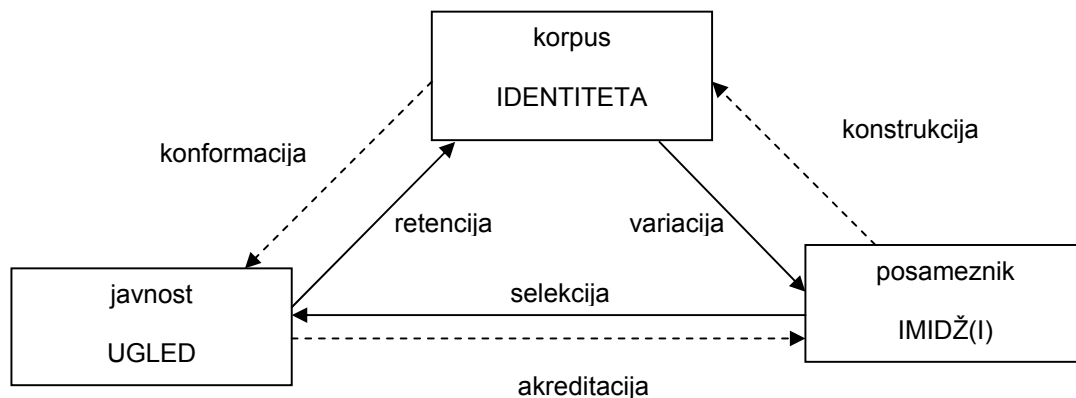 korpus
IDENTITETA
konformacija
konstrukcija
retencija
variacija
javnost
UGLED
selekcija
posameznik
IMIDŽ(I)
akreditacija